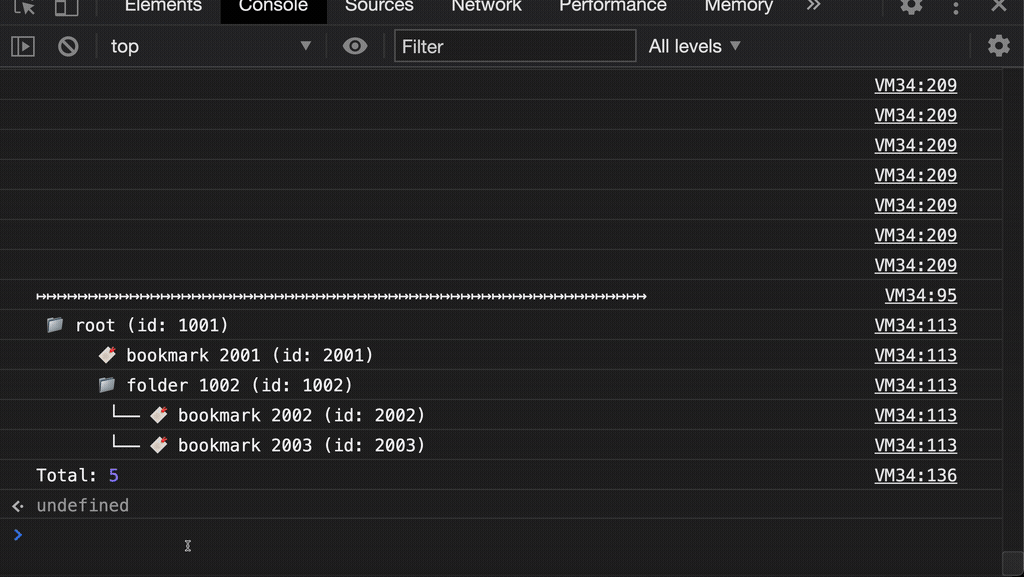 Elements Console Sources Network Performance Memory »
top ▼ Filter All levels ▼
VM34:209
VM34:209
VM34:209
VM34:209
VM34:209
VM34:209
VM34:209
VM34:95
root (id: 1001) VM34:113
bookmark 2001 (id: 2001) VM34:113
folder 1002 (id: 1002) VM34:113
└── bookmark 2002 (id: 2002) VM34:113
└── bookmark 2003 (id: 2003) VM34:113
Total: 5 VM34:136
undefined